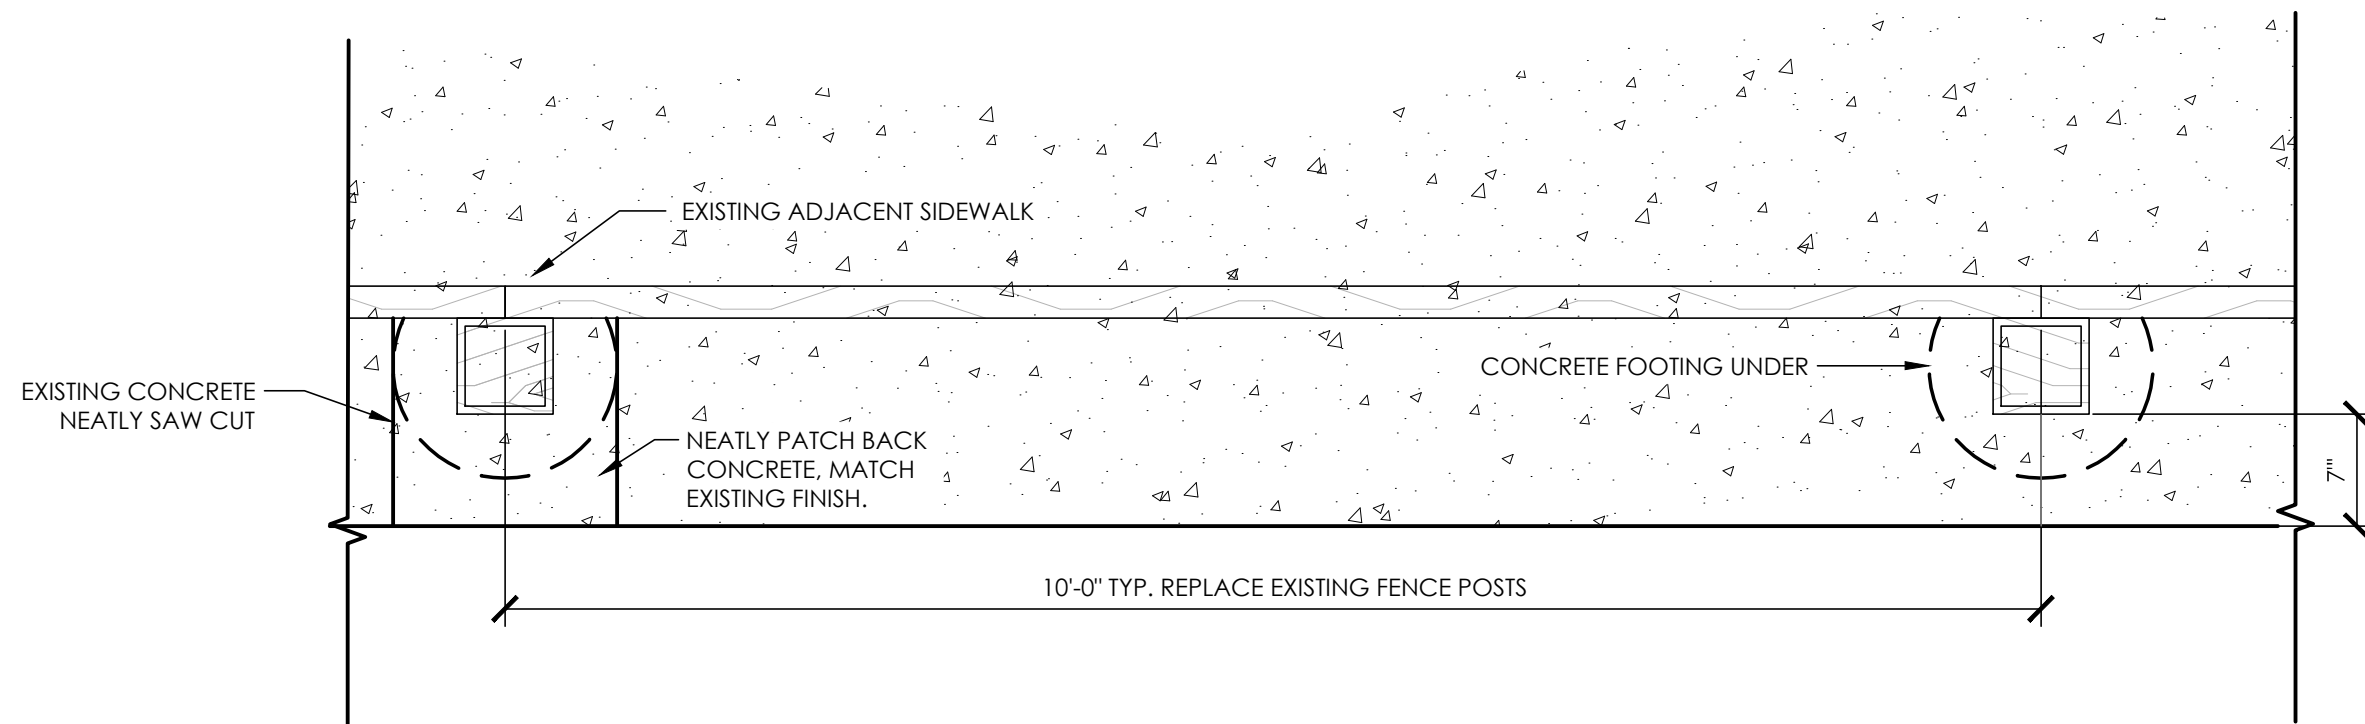 EXISTING ADJACENT SIDEWALK
CONCRETE FOOTING UNDER
EXISTING CONCRETE
NEATLY SAW CUT
NEATLY PATCH BACK
CONCRETE, MATCH
EXISTING FINISH.
7""
10'-0" TYP. REPLACE EXISTING FENCE POSTS